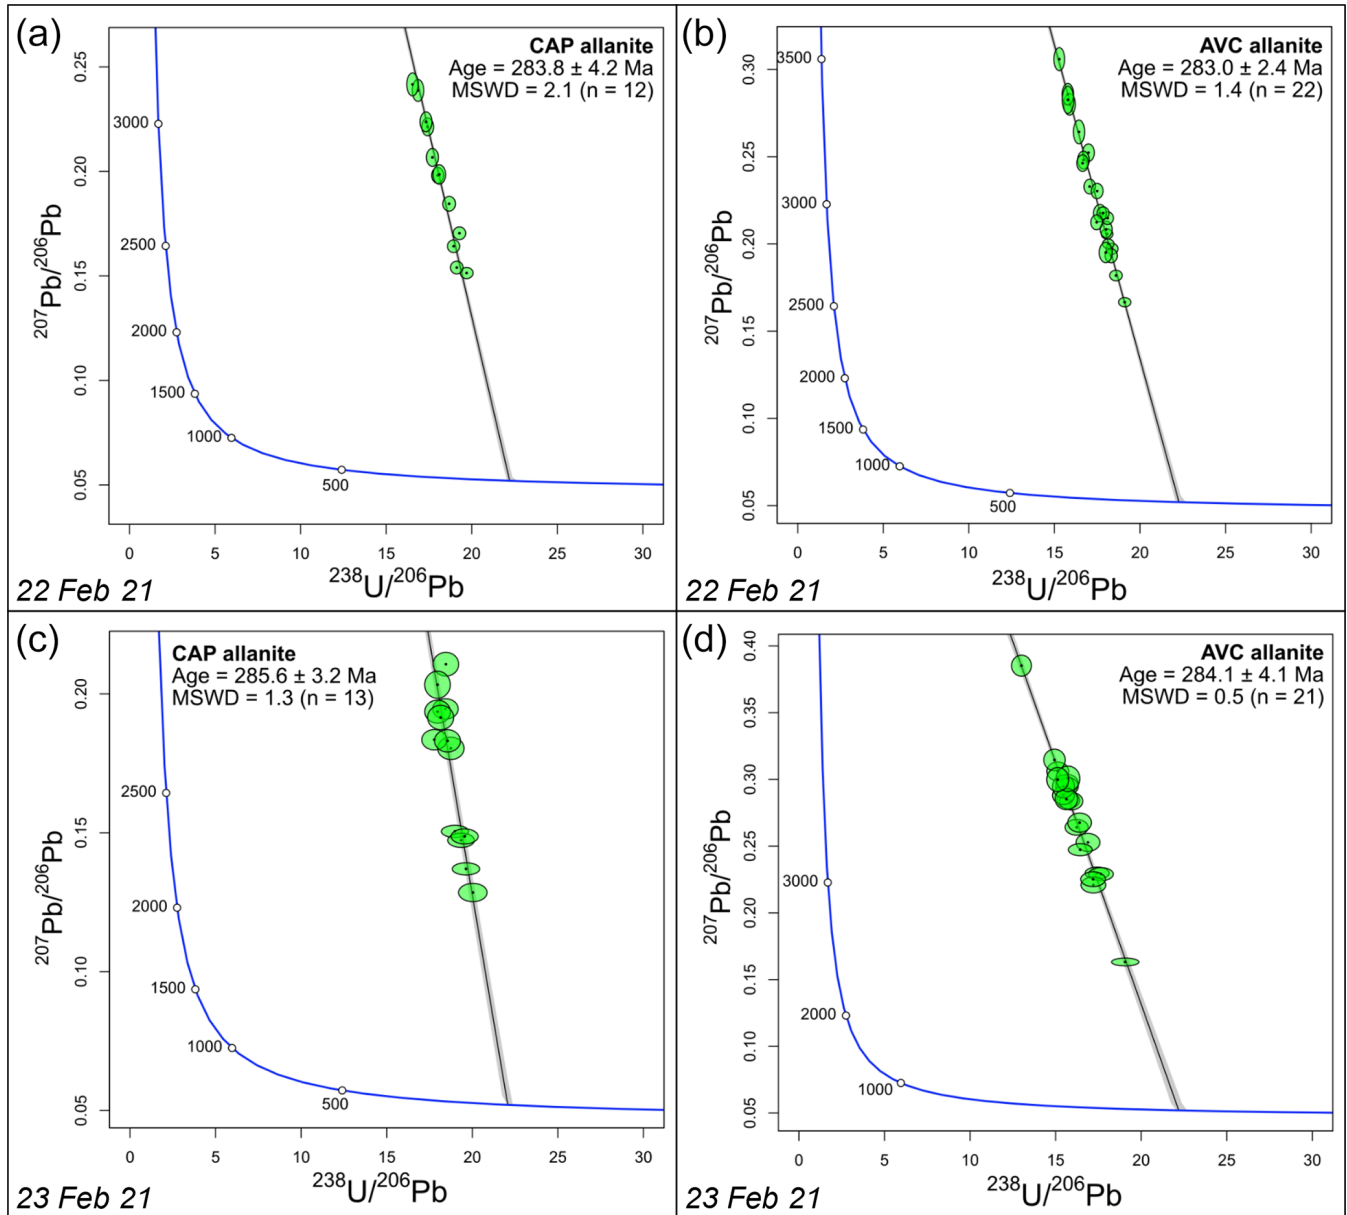 (a)
CAP allanite
Age = 283.8 ± 4.2 Ma
MSWD = 2.1 (n = 12)
0.25
0.20
0.15
0.10
0.05
²⁰⁷Pb/²⁰⁶Pb
3000
2500
2000
1500
1000
500
0 5 10 15 20 25 30
²³⁸U/²⁰⁶Pb
22 Feb 21
(b)
AVC allanite
Age = 283.0 ± 2.4 Ma
MSWD = 1.4 (n = 22)
0.30
0.25
0.20
0.15
0.10
0.05
²⁰⁷Pb/²⁰⁶Pb
3500
3000
2500
2000
1500
1000
500
0 5 10 15 20 25 30
²³⁸U/²⁰⁶Pb
22 Feb 21
(c)
CAP allanite
Age = 285.6 ± 3.2 Ma
MSWD = 1.3 (n = 13)
0.20
0.15
0.10
0.05
²⁰⁷Pb/²⁰⁶Pb
2500
2000
1500
1000
500
0 5 10 15 20 25 30
²³⁸U/²⁰⁶Pb
23 Feb 21
(d)
AVC allanite
Age = 284.1 ± 4.1 Ma
MSWD = 0.5 (n = 21)
0.40
0.35
0.30
0.25
0.20
0.15
0.10
0.05
²⁰⁷Pb/²⁰⁶Pb
3000
2000
1000
0 5 10 15 20 25 30
²³⁸U/²⁰⁶Pb
23 Feb 21